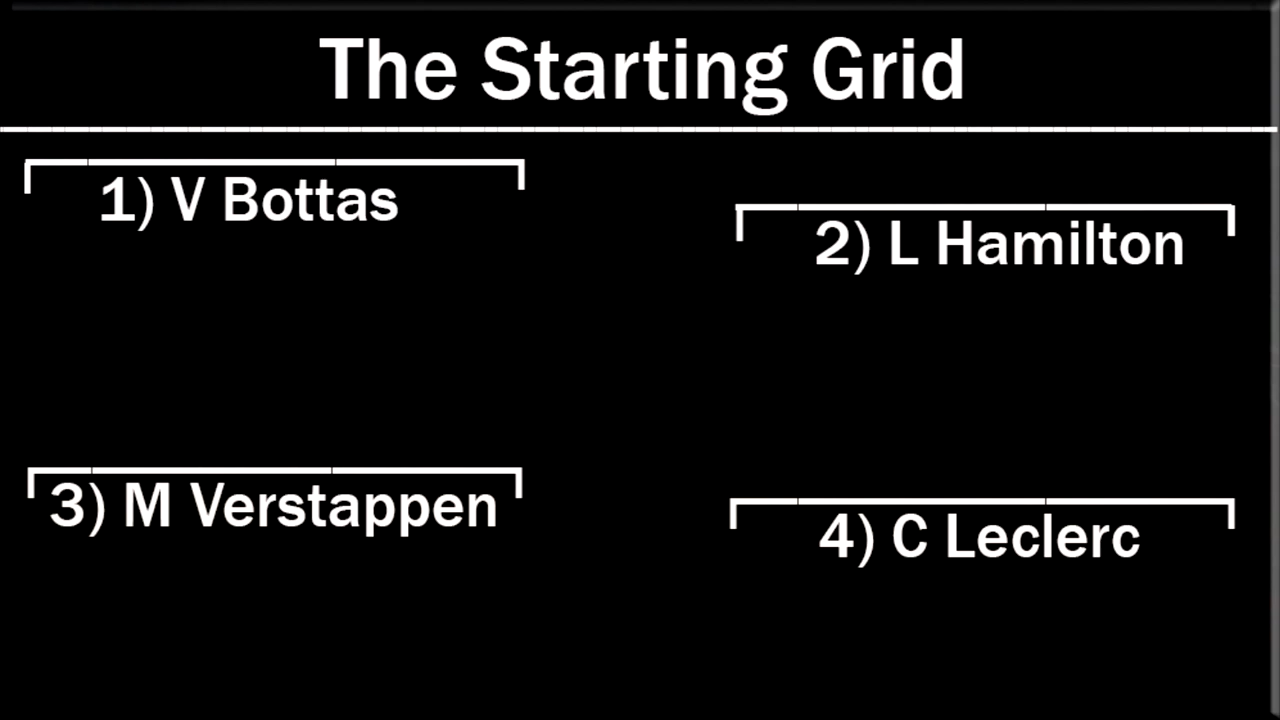 The Starting Grid
1) V Bottas
2) L Hamilton
3) M Verstappen
4) C Leclerc